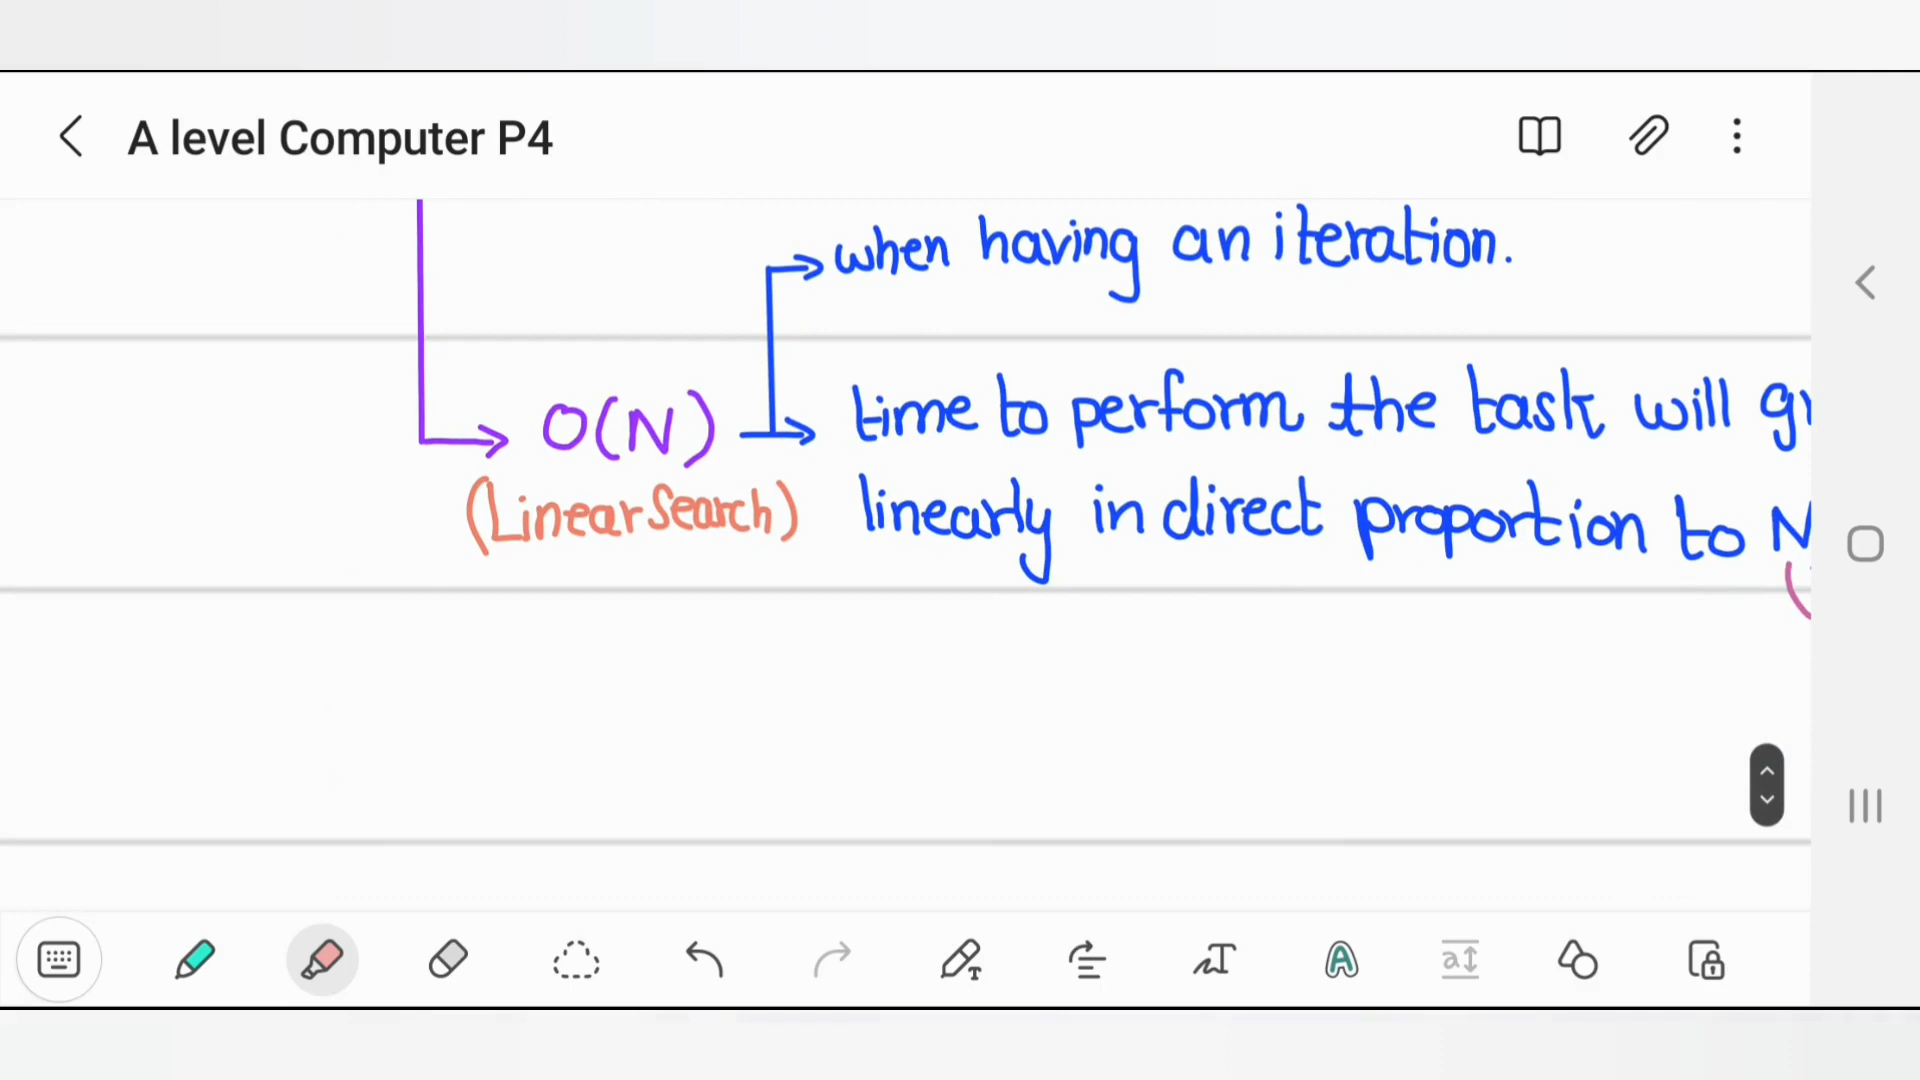 A level Computer P4
when having an iteration.
O(N)
time to perform the task will
(Linear Search)
linearly in direct proportion to N